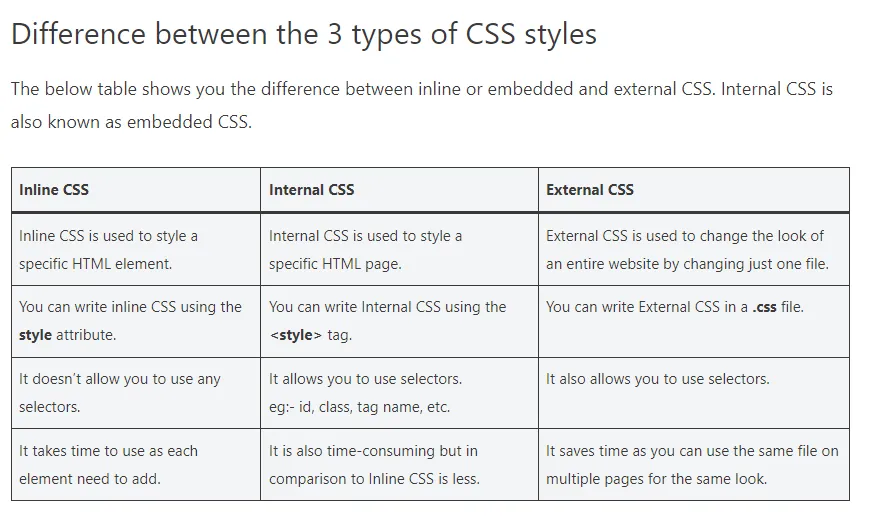 Difference between the 3 types of CSS styles
The below table shows you the difference between inline or embedded and external CSS. Internal CSS is
also known as embedded CSS.
Inline CSS
Internal CSS
External CSS
Inline CSS is used to style a
specific HTML element.
Internal CSS is used to style a
specific HTML page.
External CSS is used to change the look of
an entire website by changing just one file.
You can write inline CSS using the
style attribute.
You can write Internal CSS using the
<style> tag.
You can write External CSS in a .css file.
It doesn’t allow you to use any
selectors.
It allows you to use selectors.
eg:- id, class, tag name, etc.
It also allows you to use selectors.
It takes time to use as each
element need to add.
It is also time-consuming but in
comparison to Inline CSS is less.
It saves time as you can use the same file on
multiple pages for the same look.